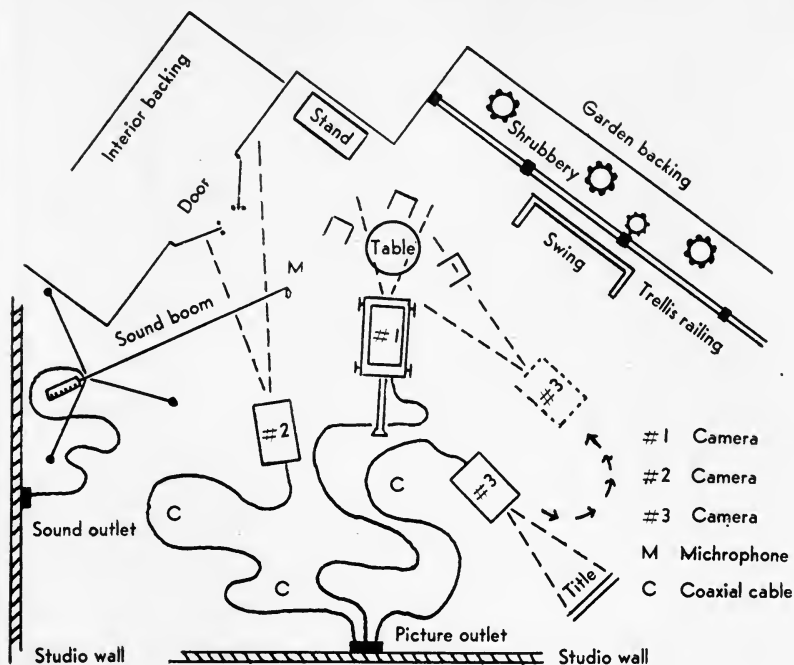 Interior backing
Stand
Garden backing
Shrubbery
Door
Table
Swing
Trellis railing
M
Sound boom
#1
#3
#2
#3
C
C
C
Title
#1 Camera
#2 Camera
#3 Camera
M Michrophone
C Coaxial cable
Sound outlet
Picture outlet
Studio wall
Studio wall